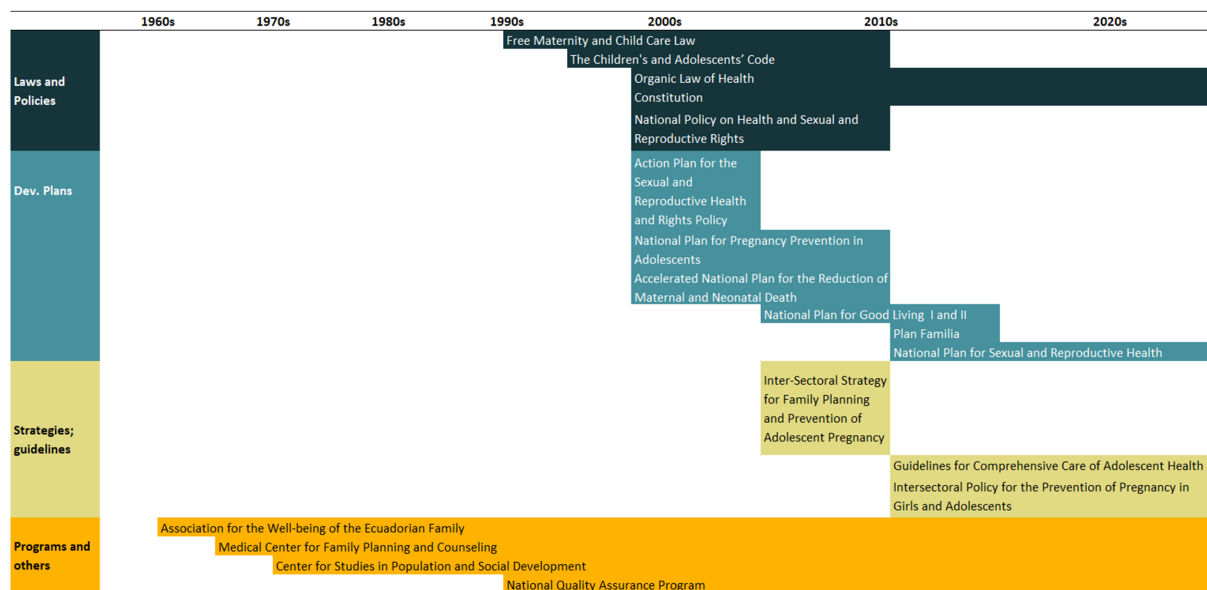 1960s 1970s 1980s 1990s 2000s 2010s 2020s
Laws and
Policies
Free Maternity and Child Care Law
The Children's and Adolescents’ Code
Organic Law of Health
Constitution
National Policy on Health and Sexual and
Reproductive Rights
Dev. Plans
Action Plan for the
Sexual and
Reproductive Health
and Rights Policy
National Plan for Pregnancy Prevention in
Adolescents
Accelerated National Plan for the Reduction of
Maternal and Neonatal Death
National Plan for Good Living I and II
Plan Familia
National Plan for Sexual and Reproductive Health
Strategies;
guidelines
Inter-Sectoral Strategy
for Family Planning
and Prevention of
Adolescent Pregnancy
Guidelines for Comprehensive Care of Adolescent Health
Intersectoral Policy for the Prevention of Pregnancy in
Girls and Adolescents
Programs and
others
Association for the Well-being of the Ecuadorian Family
Medical Center for Family Planning and Counseling
Center for Studies in Population and Social Development
National Quality Assurance Program